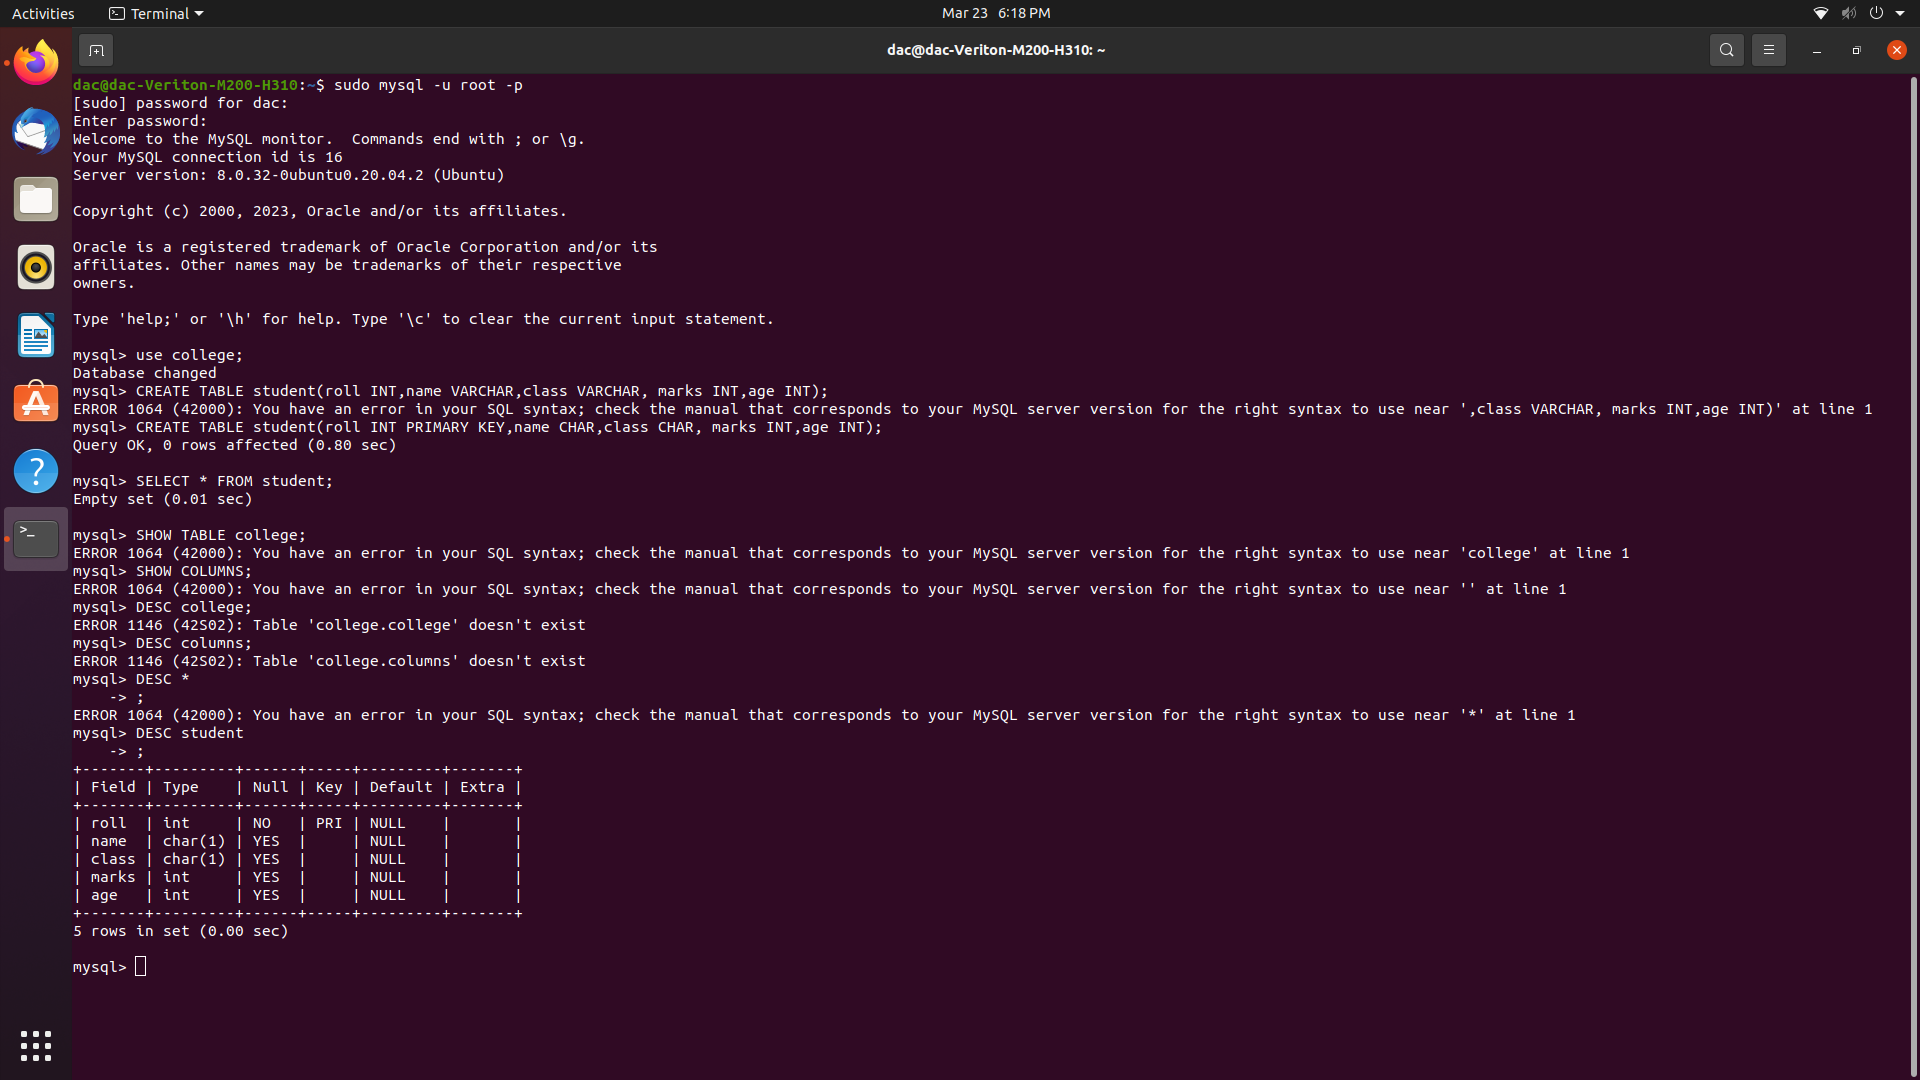 Activities
Terminal
Mar 23 6:18 PM
dac@dac-Veriton-M200-H310: ~
dac@dac-Veriton-M200-H310:~$ sudo mysql -u root -p
[sudo] password for dac:
Enter password:
Welcome to the MySQL monitor.  Commands end with ; or \g.
Your MySQL connection id is 16
Server version: 8.0.32-0ubuntu0.20.04.2 (Ubuntu)
Copyright (c) 2000, 2023, Oracle and/or its affiliates.
Oracle is a registered trademark of Oracle Corporation and/or its
affiliates. Other names may be trademarks of their respective
owners.
Type 'help;' or '\h' for help. Type '\c' to clear the current input statement.
mysql> use college;
Database changed
mysql> CREATE TABLE student(roll INT,name VARCHAR,class VARCHAR, marks INT,age INT);
ERROR 1064 (42000): You have an error in your SQL syntax; check the manual that corresponds to your MySQL server version for the right syntax to use near ',class VARCHAR, marks INT,age INT)' at line 1
mysql> CREATE TABLE student(roll INT PRIMARY KEY,name CHAR,class CHAR, marks INT,age INT);
Query OK, 0 rows affected (0.80 sec)
mysql> SELECT * FROM student;
Empty set (0.01 sec)
mysql> SHOW TABLE college;
ERROR 1064 (42000): You have an error in your SQL syntax; check the manual that corresponds to your MySQL server version for the right syntax to use near 'college' at line 1
mysql> SHOW COLUMNS;
ERROR 1064 (42000): You have an error in your SQL syntax; check the manual that corresponds to your MySQL server version for the right syntax to use near '' at line 1
mysql> DESC college;
ERROR 1146 (42S02): Table 'college.college' doesn't exist
mysql> DESC columns;
ERROR 1146 (42S02): Table 'college.columns' doesn't exist
mysql> DESC *
    -> ;
ERROR 1064 (42000): You have an error in your SQL syntax; check the manual that corresponds to your MySQL server version for the right syntax to use near '*' at line 1
mysql> DESC student
    -> ;
+-------+---------+------+-----+---------+-------+
| Field | Type    | Null | Key | Default | Extra |
+-------+---------+------+-----+---------+-------+
| roll  | int     | NO   | PRI | NULL    |       |
| name  | char(1) | YES  |     | NULL    |       |
| class | char(1) | YES  |     | NULL    |       |
| marks | int     | YES  |     | NULL    |       |
| age   | int     | YES  |     | NULL    |       |
+-------+---------+------+-----+---------+-------+
5 rows in set (0.00 sec)
mysql>